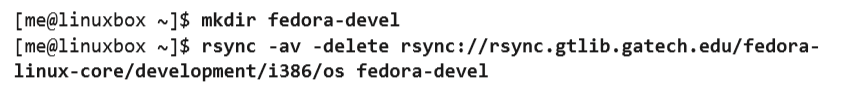 [me@linuxbox ~]$ mkdir fedora-devel
[me@linuxbox ~]$ rsync -av -delete rsync://rsync.gtlib.gatech.edu/fedora-
linux-core/development/i386/os fedora-devel